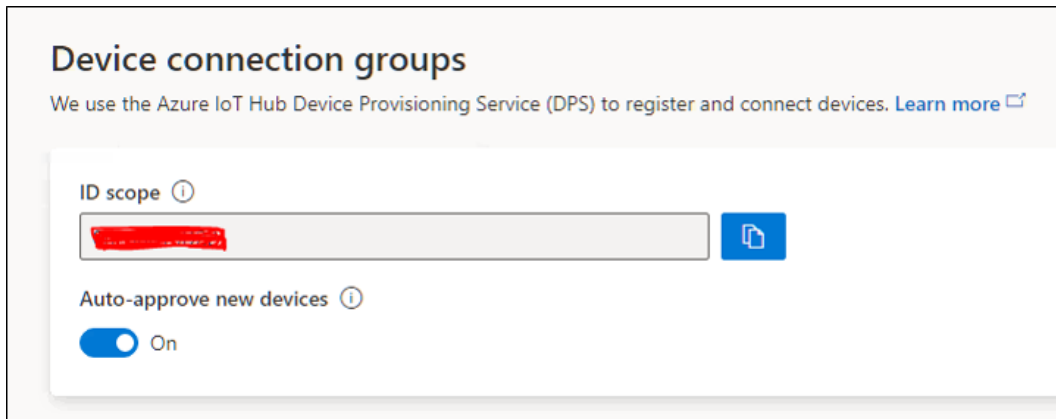 Device connection groups
We use the Azure IoT Hub Device Provisioning Service (DPS) to register and connect devices. Learn more
ID scope
Auto-approve new devices
On